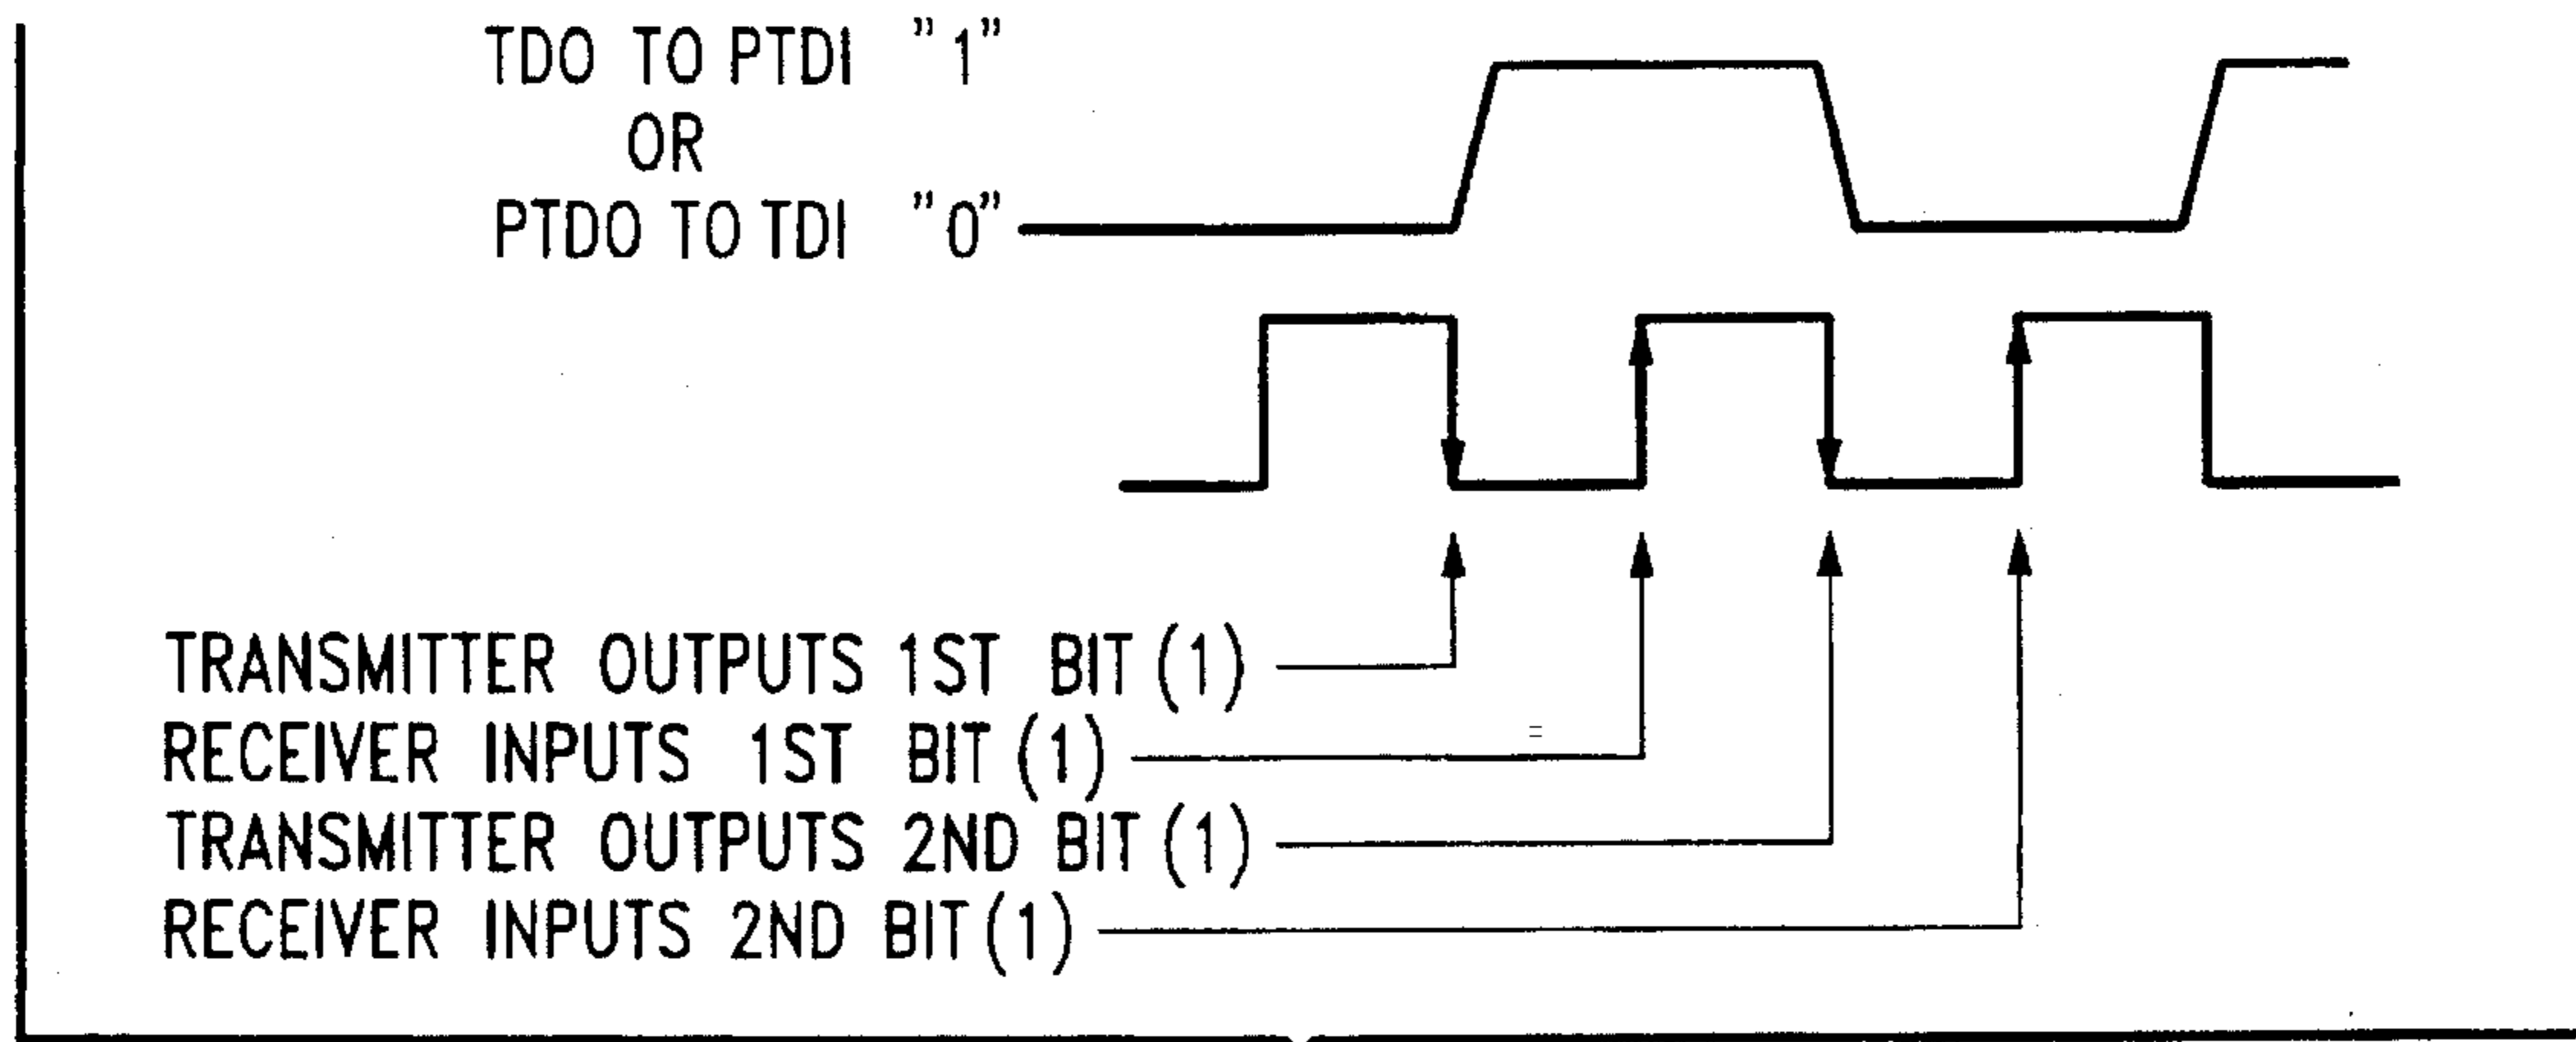 TDO TO PTDI "1"
OR
PTDO TO TDI "0"
TRANSMITTER OUTPUTS 1ST BIT (1)
RECEIVER INPUTS 1ST BIT (1)
TRANSMITTER OUTPUTS 2ND BIT (1)
RECEIVER INPUTS 2ND BIT (1)